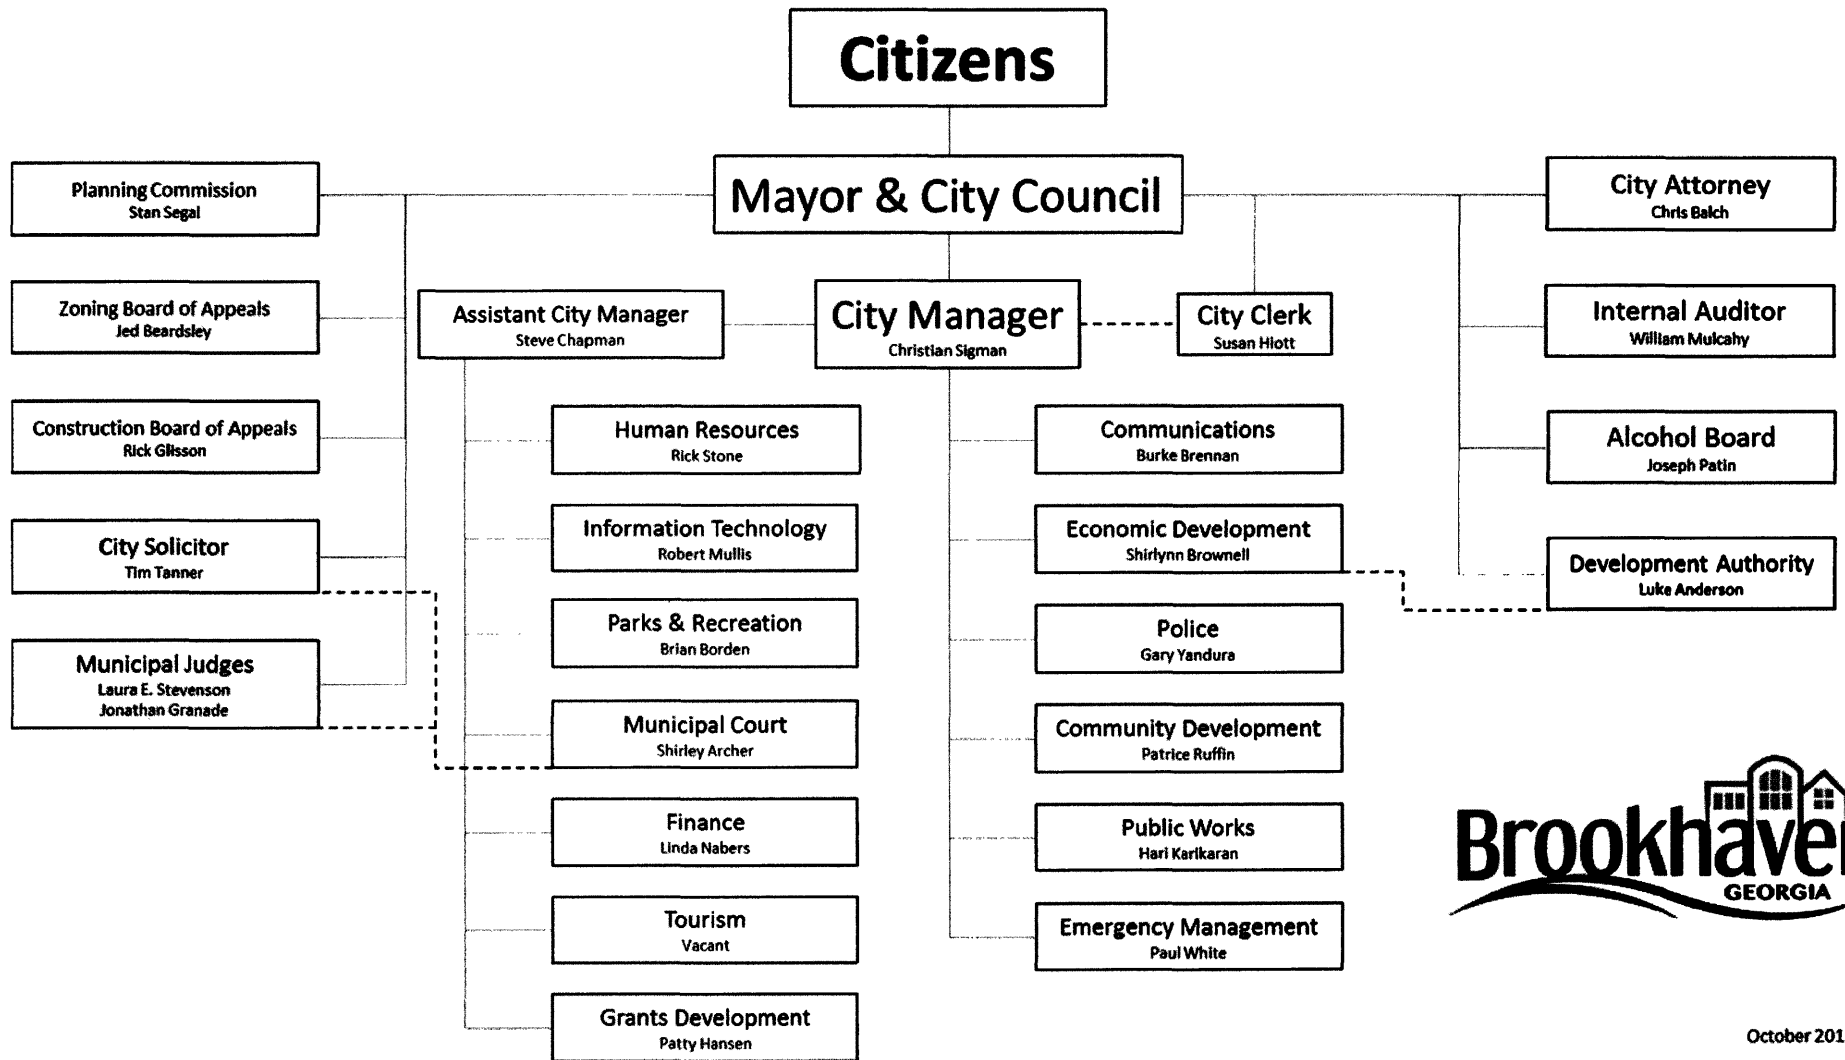 Citizens
Mayor & City Council
Planning Commission
Stan Segal
Zoning Board of Appeals
Jed Beardsley
Construction Board of Appeals
Rick Glisson
City Solicitor
Tim Tanner
Municipal Judges
Laura E. Stevenson
Jonathan Granade
Assistant City Manager
Steve Chapman
City Manager
Christian Sigman
City Clerk
Susan Hiott
Human Resources
Rick Stone
Information Technology
Robert Mullis
Parks & Recreation
Brian Borden
Municipal Court
Shirley Archer
Finance
Linda Nabers
Tourism
Vacant
Grants Development
Patty Hansen
Communications
Burke Brennan
Economic Development
Shirlynn Brownell
Police
Gary Yandura
Community Development
Patrice Ruffin
Public Works
Hari Karikaran
Emergency Management
Paul White
City Attorney
Chris Balch
Internal Auditor
William Mulcahy
Alcohol Board
Joseph Patin
Development Authority
Luke Anderson
Brookhaven
GEORGIA
October 201